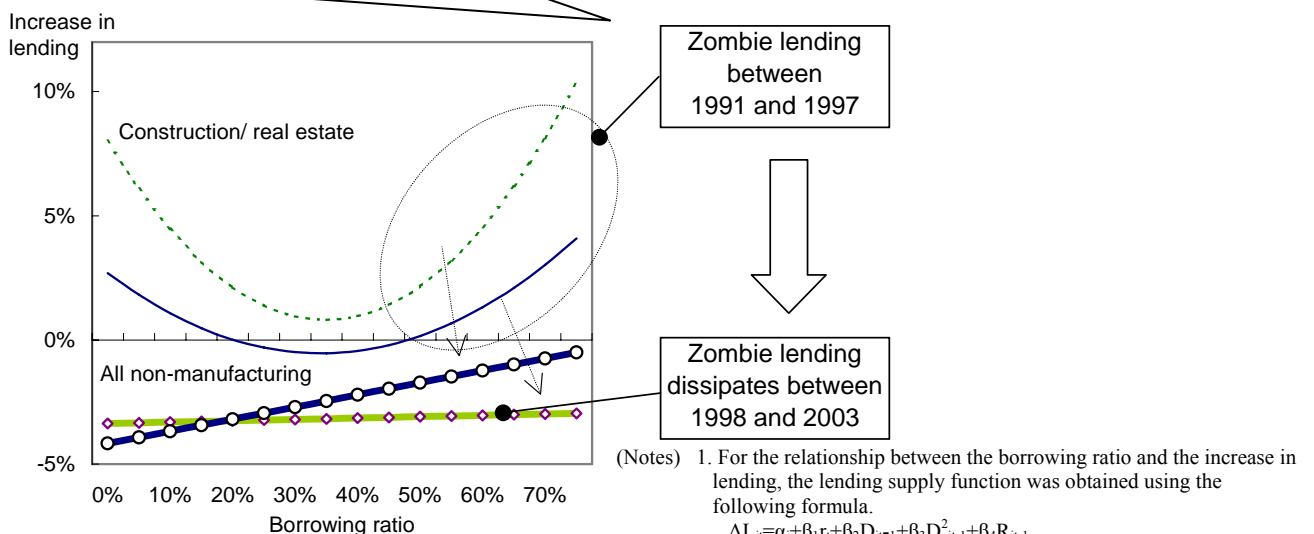 Increase in
lending
10%
5%
0%
-5%
Construction/ real estate
All non-manufacturing
0% 10% 20% 30% 40% 50% 60% 70%
Borrowing ratio
Zombie lending
between
1991 and 1997
Zombie lending
dissipates between
1998 and 2003
(Notes) 1. For the relationship between the borrowing ratio and the increase in
lending, the lending supply function was obtained using the
following formula.